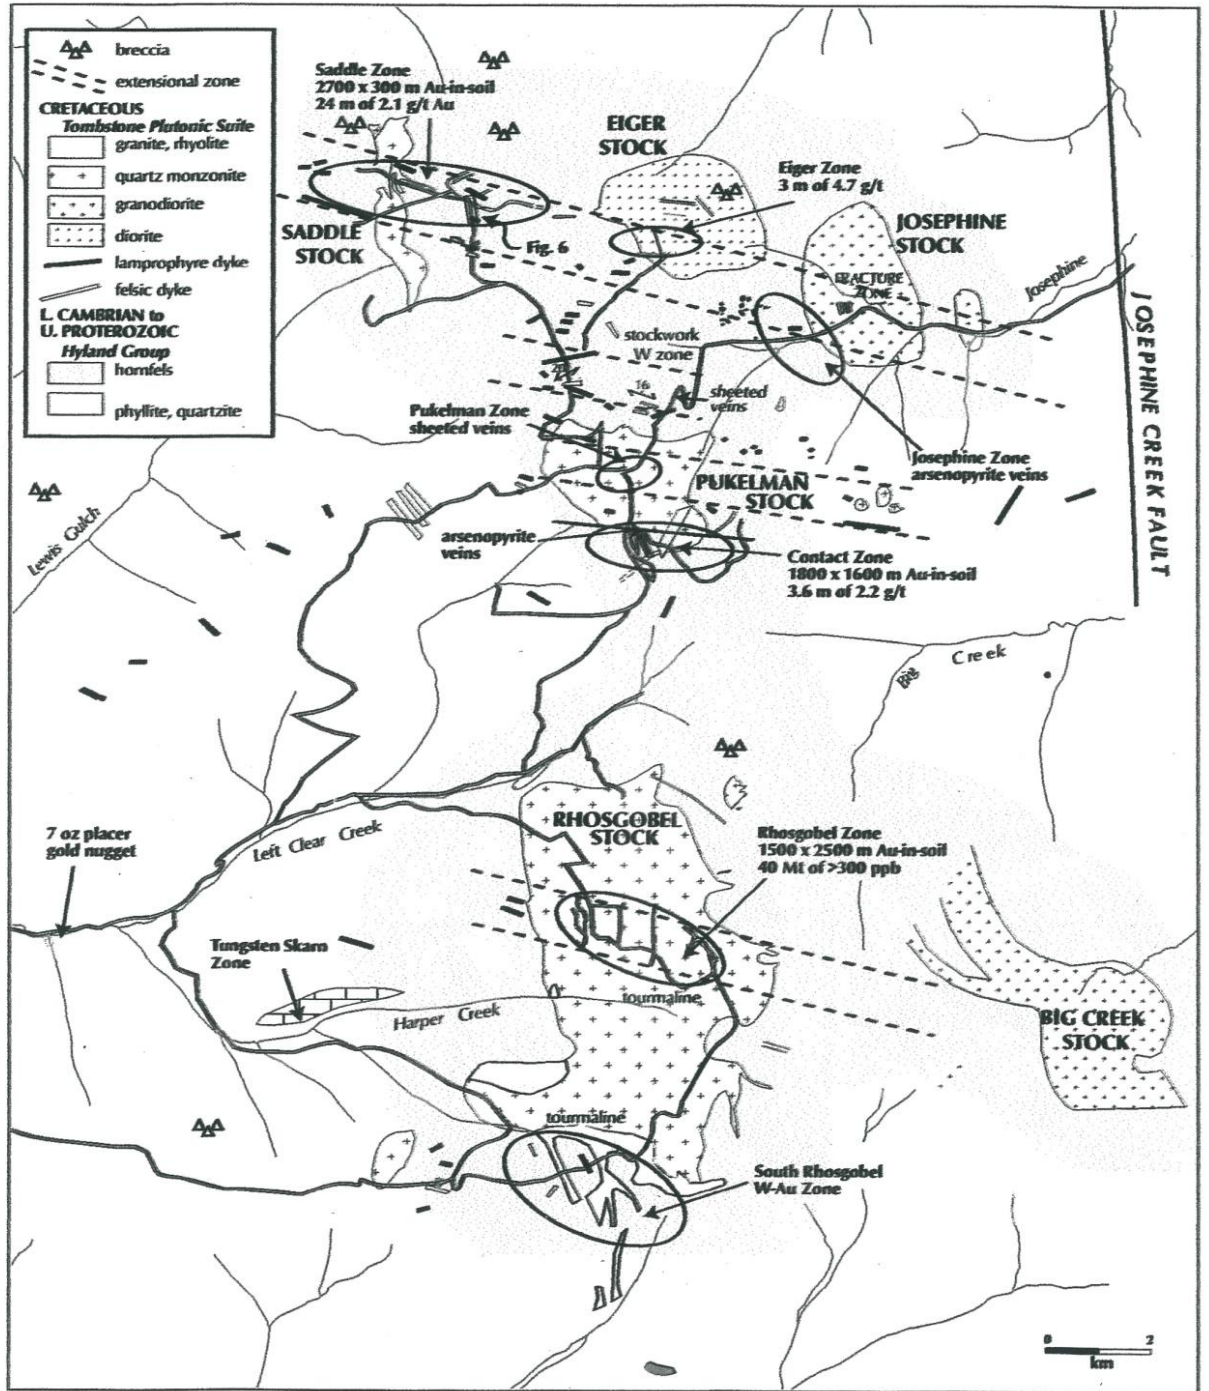 breccia
extensional zone
CRETACEOUS
Tombstone Plutonic Suite
granite, rhyolite
quartz monzonite
granodiorite
diorite
lamprophyre dyke
felsic dyke
L. CAMBRIAN to
U. PROTEROZOIC
Hyland Group
hornfels
phyllite, quartzite
Saddle Zone
2700 x 300 m Au-in-soil
24 m of 2.1 g/t Au
EIGER
STOCK
Eiger Zone
3 m of 4.7 g/t
SADDLE
STOCK
Fig. 6
JOSEPHINE
STOCK
FRACTURE
ZONE
Josephine
JOSEPHINE CREEK FAULT
stockwork
W zone
16
sheeted
veins
Pukelman Zone
sheeted veins
Josephine Zone
arsenopyrite veins
PUKELMAN
STOCK
Lewis Gulch
arsenopyrite
veins
Contact Zone
1800 x 1600 m Au-in-soil
3.6 m of 2.2 g/t
Big Creek
7 oz placer
gold nugget
Left Clear Creek
RHOSGOBEL
STOCK
Rhosgobel Zone
1500 x 2500 m Au-in-soil
40 Mt of >300 ppb
Tungsten Skarn
Zone
Harper Creek
tourmaline
BIG CREEK
STOCK
tourmaline
South Rhosgobel
W-Au Zone
0 2
km